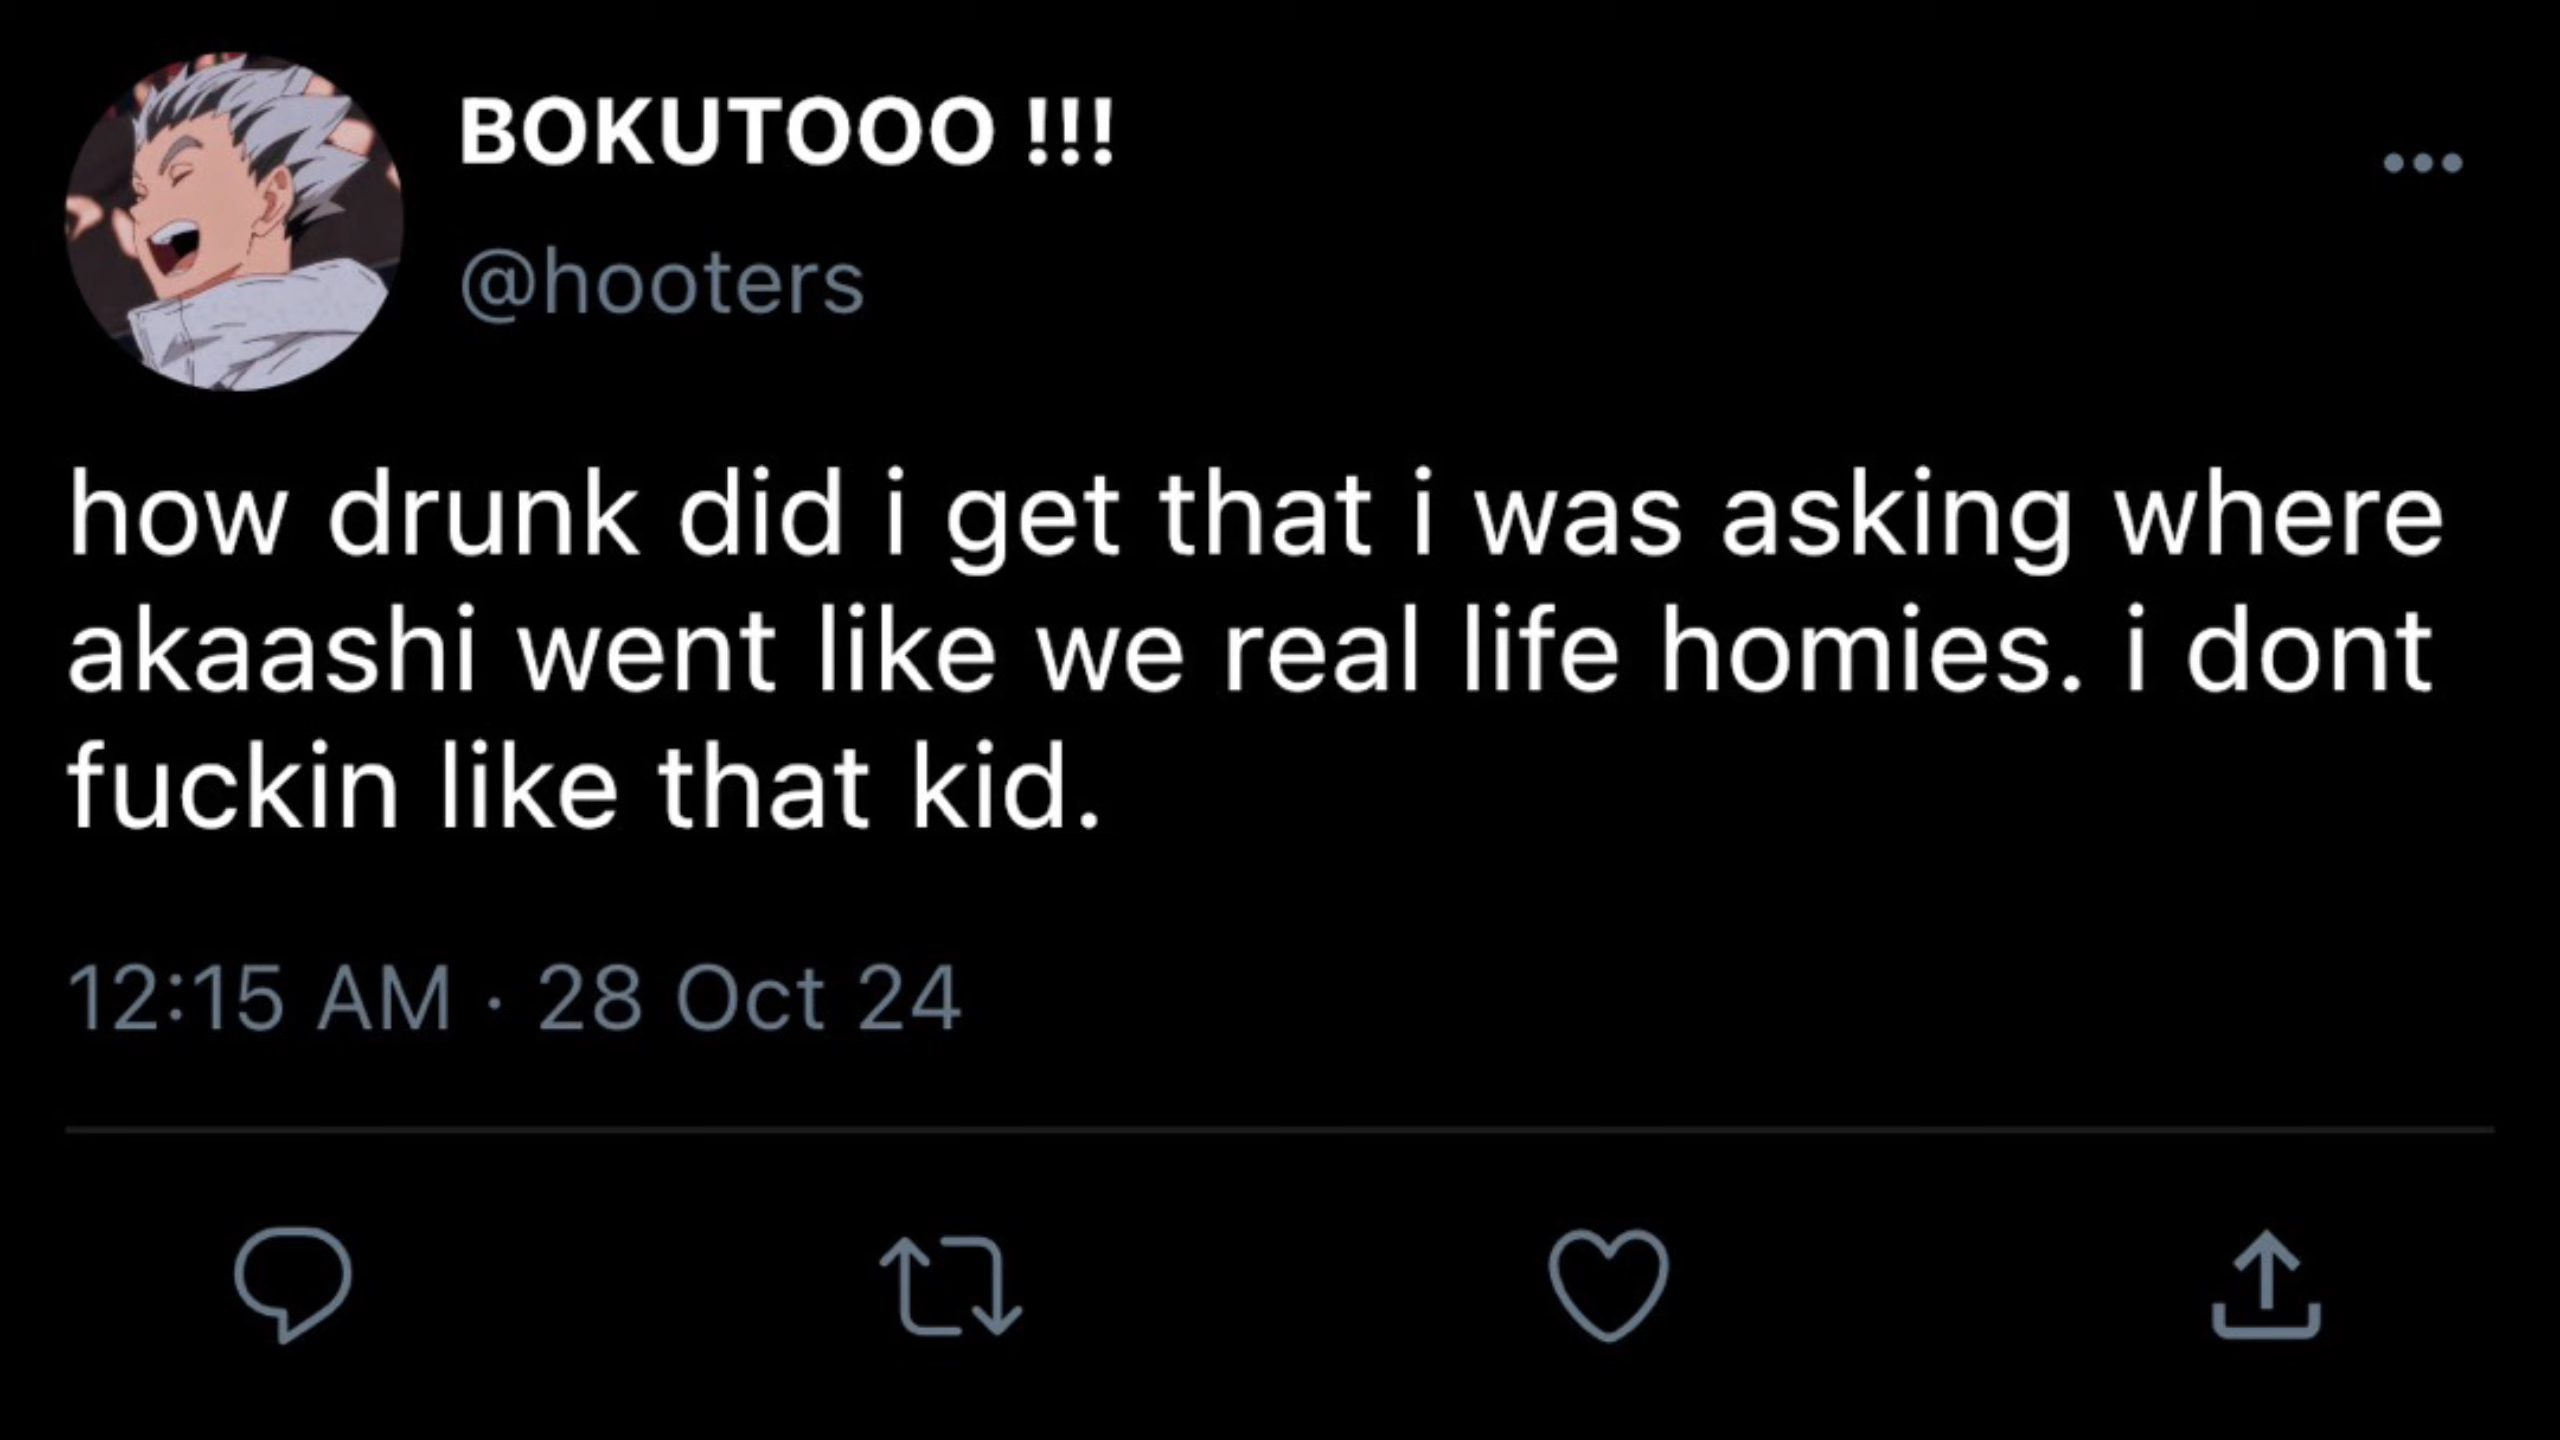 BOKUTOOO !!!
@hooters
how drunk did i get that i was asking where
akaashi went like we real life homies. i dont
fuckin like that kid.
12:15 AM · 28 Oct 24